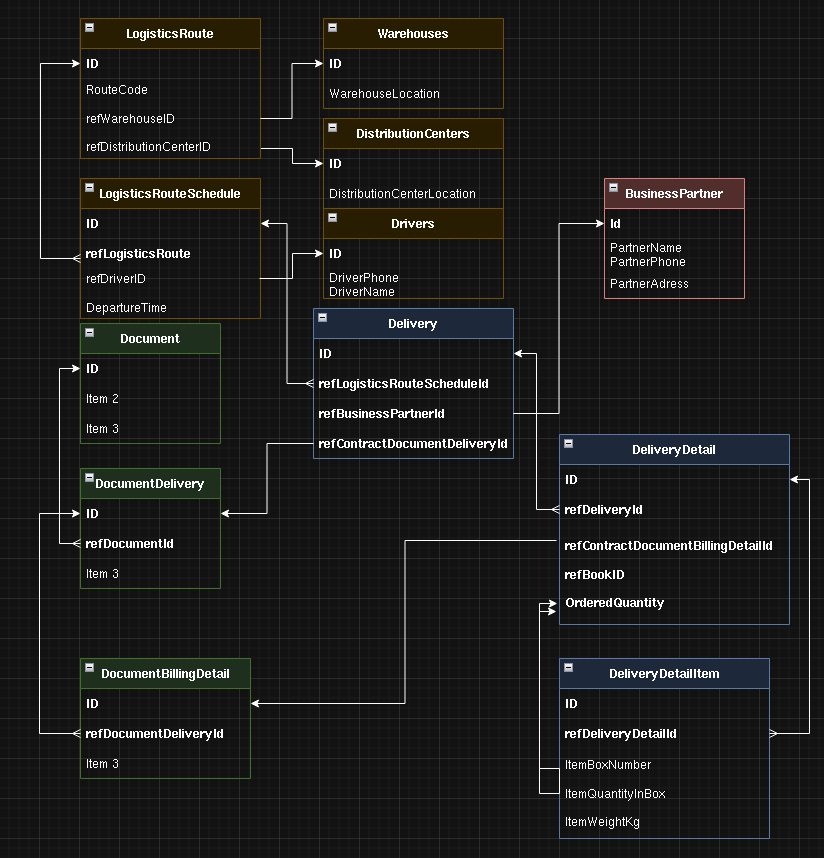 LogisticsRoute
ID
RouteCode
refWarehouseID
refDistributionCenterID
Warehouses
ID
WarehouseLocation
DistributionCenters
ID
DistributionCenterLocation
LogisticsRouteSchedule
ID
refLogisticsRoute
refDriverID
DepartureTime
Drivers
ID
DriverPhone
DriverName
BusinessPartner
Id
PartnerName
PartnerPhone
PartnerAdress
Document
ID
Item 2
Item 3
Delivery
ID
refLogisticsRouteScheduleId
refBusinessPartnerId
refContractDocumentDeliveryId
DocumentDelivery
ID
refDocumentId
Item 3
DeliveryDetail
ID
refDeliveryId
refContractDocumentBillingDetailId
refBookID
OrderedQuantity
DocumentBillingDetail
ID
refDocumentDeliveryId
Item 3
DeliveryDetailItem
ID
refDeliveryDetailId
ItemBoxNumber
ItemQuantityInBox
ItemWeightKg